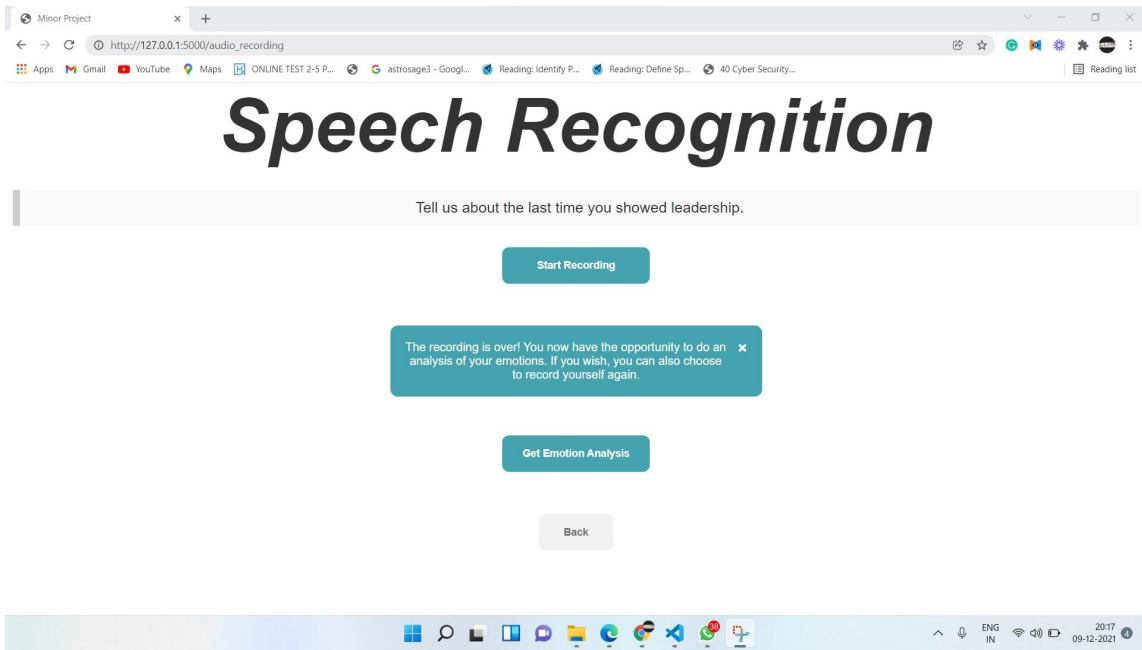 Minor Project
http://127.0.0.1:5000/audio_recording
Apps Gmail YouTube Maps ONLINE TEST 2-5 P... astrosage3 - Googl... Reading: Identify P... Reading: Define Sp... 40 Cyber Security... Reading list
Speech Recognition
Tell us about the last time you showed leadership.
Start Recording
The recording is over! You now have the opportunity to do an
analysis of your emotions. If you wish, you can also choose
to record yourself again.
Get Emotion Analysis
Back
38
ENG
IN
20:17
09-12-2021
4